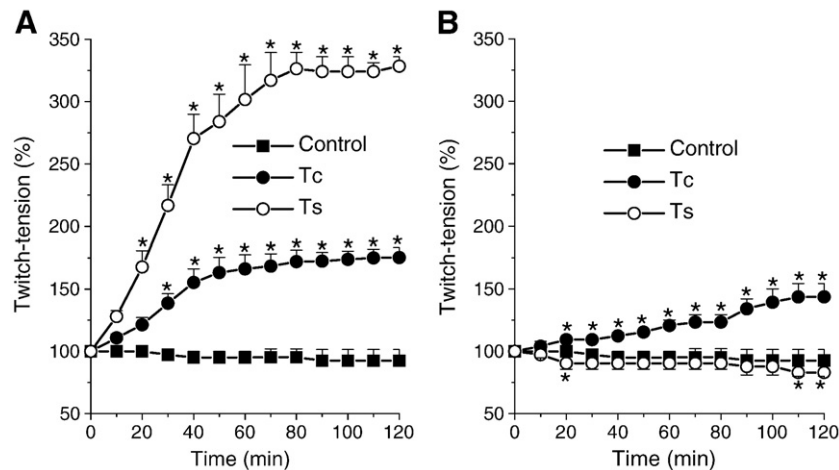 A
Twitch-tension (%)
350
300
250
200
150
100
50
* * * * * * * * * * *
* * * * * * * * * *
Control
Tc
Ts
0 20 40 60 80 100 120
Time (min)
B
Twitch-tension (%)
350
300
250
200
150
100
50
Control
Tc
Ts
* * * * * * * * * * *
* * *
0 20 40 60 80 100 120
Time (min)